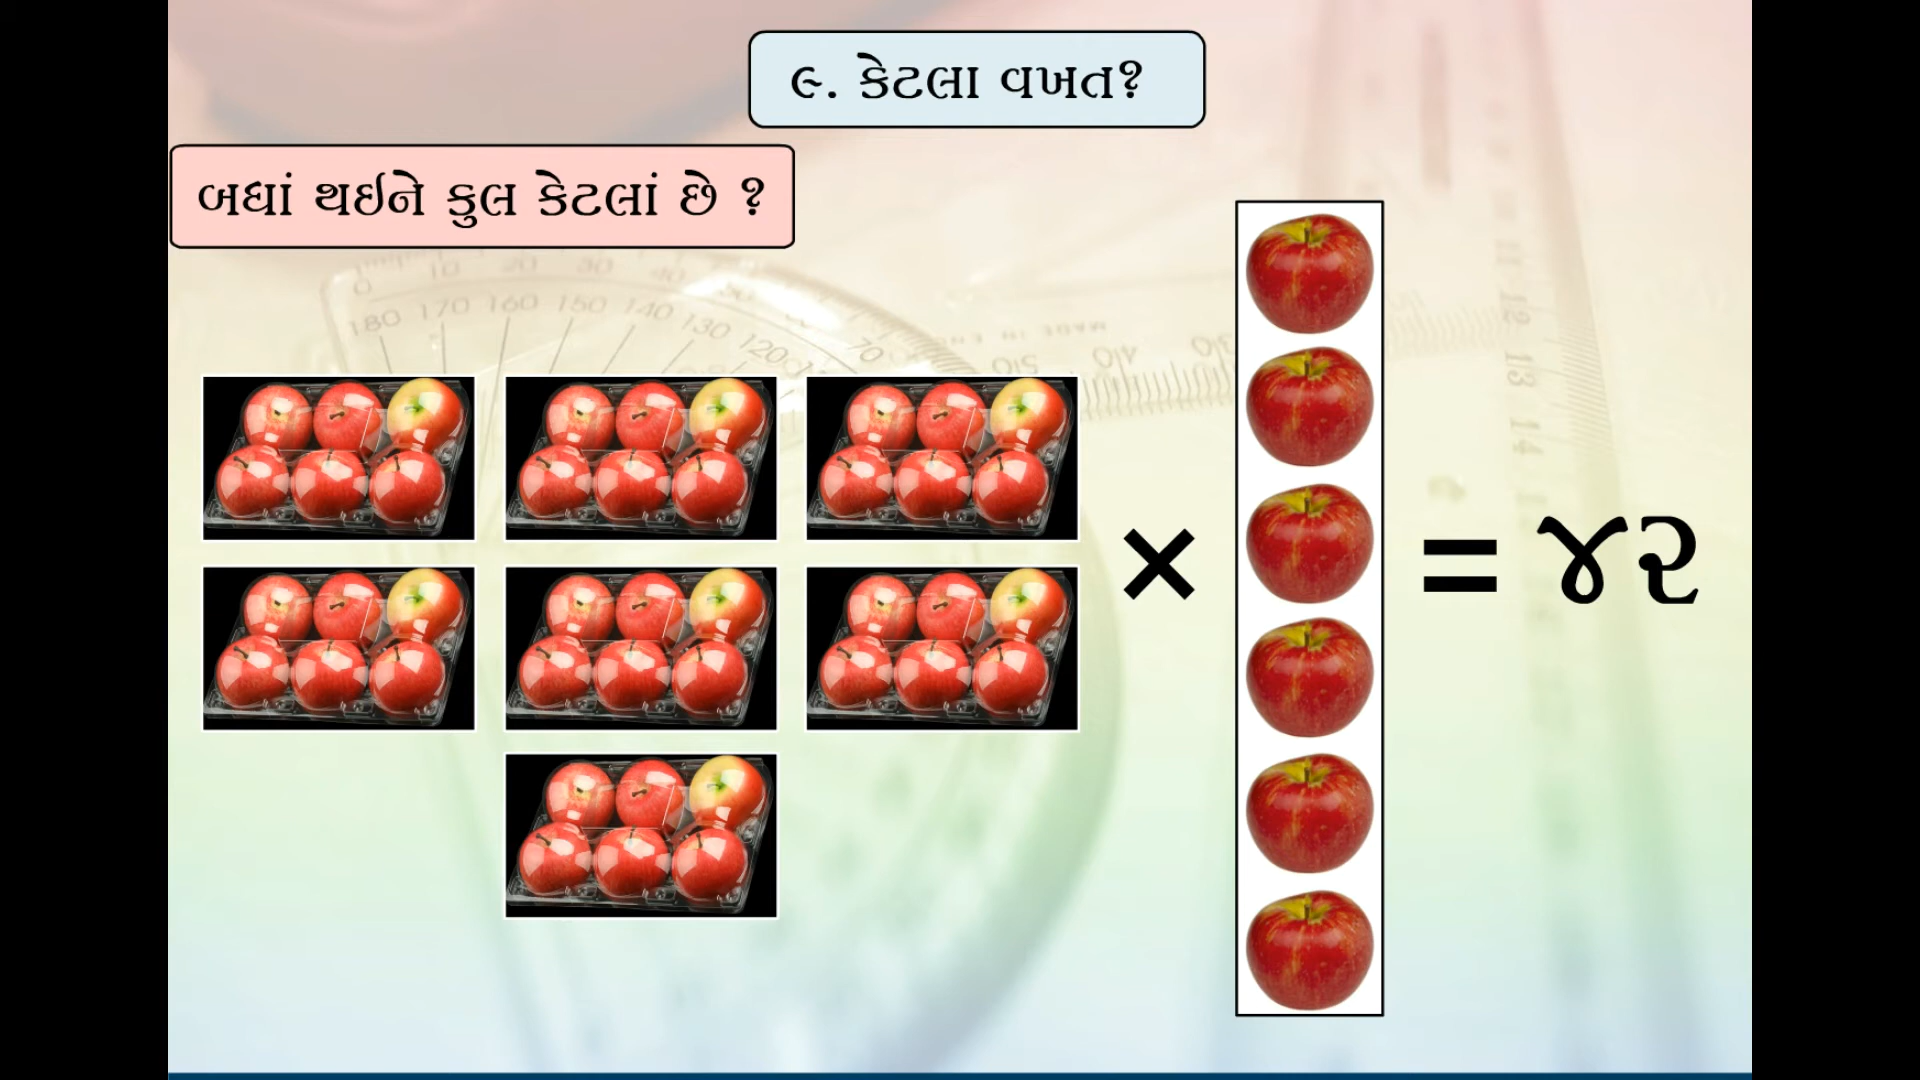 ૯. કેટલા વખત?
બધાં થઈને કુલ કેટલાં છે ?
× = ૪૨